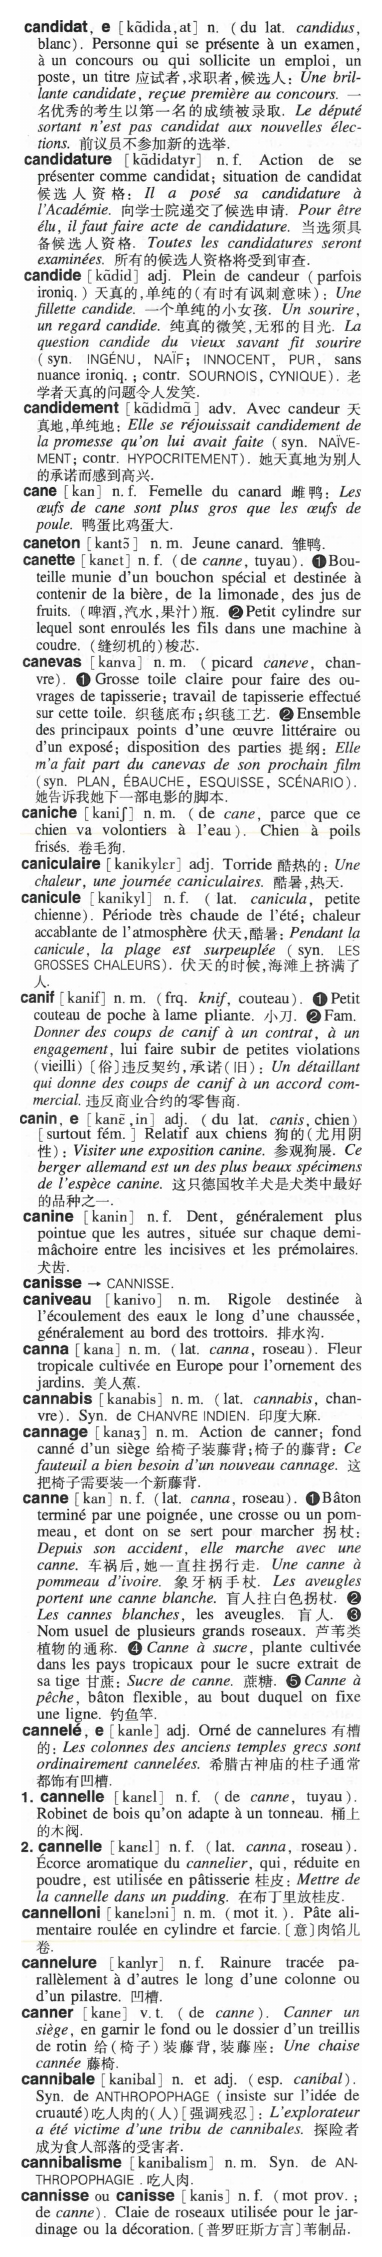 candidat, e [kɑ̃dida, at] n. (du lat. candidus,
blanc). Personne qui se présente à un examen,
à un concours ou qui sollicite un emploi, un
poste, un titre 应试者,求职者,候选人: Une bril-
lante candidate, reçue première au concours. 一
名优秀的考生以第一名的成绩被录取. Le député
sortant n'est pas candidat aux nouvelles élec-
tions. 前议员不参加新的选举.
candidature [kɑ̃didatyr] n. f. Action de se
présenter comme candidat; situation de candidat
候选人资格: Il a posé sa candidature à
l'Académie. 向学士院递交了候选申请. Pour être
élu, il faut faire acte de candidature. 当选须具
备候选人资格. Toutes les candidatures seront
examinées. 所有的候选人资格将受到审查.
candide [kɑ̃did] adj. Plein de candeur (parfois
ironiq.) 天真的,单纯的(有时有讽刺意味): Une
fillette candide. 一个单纯的小女孩. Un sourire,
un regard candide. 纯真的微笑,无邪的目光. La
question candide du vieux savant fit sourire
(syn. INGÉNU, NAÏF; INNOCENT, PUR, sans
nuance ironiq.; contr. SOURNOIS, CYNIQUE). 老
学者天真的问题令人发笑.
candidement [kɑ̃didmɑ̃] adv. Avec candeur 天
真地,单纯地: Elle se réjouissait candidement de
la promesse qu'on lui avait faite (syn. NAÏVE-
MENT; contr. HYPOCRITEMENT). 她天真地为别人
的承诺而感到高兴.
cane [kan] n. f. Femelle du canard 雌鸭: Les
œufs de cane sont plus gros que les œufs de
poule. 鸭蛋比鸡蛋大.
caneton [kantɔ̃] n. m. Jeune canard. 雏鸭.
canette [kanɛt] n. f. (de canne, tuyau). ❶Bou-
teille munie d'un bouchon spécial et destinée à
contenir de la bière, de la limonade, des jus de
fruits. (啤酒,汽水,果汁)瓶. ❷Petit cylindre sur
lequel sont enroulés les fils dans une machine à
coudre. (缝纫机的)梭芯.
canevas [kanva] n. m. (picard caneve, chan-
vre). ❶ Grosse toile claire pour faire des ou-
vrages de tapisserie; travail de tapisserie effectué
sur cette toile. 织毯底布;织毯工艺. ❷Ensemble
des principaux points d'une œuvre littéraire ou
d'un exposé; disposition des parties 提纲: Elle
m'a fait part du canevas de son prochain film
(syn. PLAN, ÉBAUCHE, ESQUISSE, SCÉNARIO).
她告诉我她下一部电影的脚本.
caniche [kaniʃ] n. m. (de cane, parce que ce
chien va volontiers à l'eau). Chien à poils
frisés. 卷毛狗.
caniculaire [kanikylɛr] adj. Torride 酷热的: Une
chaleur, une journée caniculaires. 酷暑,热天.
canicule [kanikyl] n. f. (lat. canicula, petite
chienne). Période très chaude de l'été; chaleur
accablante de l'atmosphère 伏天,酷暑: Pendant la
canicule, la plage est surpeuplée (syn. LES
GROSSES CHALEURS). 伏天的时候,海滩上挤满了
人.
canif [kanif] n. m. (frq. knif, couteau). ❶Petit
couteau de poche à lame pliante. 小刀. ❷Fam.
Donner des coups de canif à un contrat, à un
engagement, lui faire subir de petites violations
(vieilli) 〔俗〕违反契约,承诺(旧): Un détaillant
qui donne des coups de canif à un accord com-
mercial. 违反商业合约的零售商.
canin, e [kanɛ̃, in] adj. (du lat. canis, chien)
[surtout fém.] Relatif aux chiens 狗的(尤用阴
性): Visiter une exposition canine. 参观狗展. Ce
berger allemand est un des plus beaux spécimens
de l'espèce canine. 这只德国牧羊犬是犬类中最好
的品种之一.
canine [kanin] n. f. Dent, généralement plus
pointue que les autres, située sur chaque demi-
mâchoire entre les incisives et les prémolaires.
犬齿.
canisse → CANNISSE.
caniveau [kanivo] n. m. Rigole destinée à
l'écoulement des eaux le long d'une chaussée,
généralement au bord des trottoirs. 排水沟.
canna [kana] n. m. (lat. canna, roseau). Fleur
tropicale cultivée en Europe pour l'ornement des
jardins. 美人蕉.
cannabis [kanabis] n. m. (lat. cannabis, chan-
vre). Syn. de CHANVRE INDIEN. 印度大麻.
cannage [kanaʒ] n. m. Action de canner; fond
canné d'un siège 给椅子装藤背;椅子的藤背: Ce
fauteuil a bien besoin d'un nouveau cannage. 这
把椅子需要装一个新藤背.
canne [kan] n. f. (lat. canna, roseau). ❶Bâton
terminé par une poignée, une crosse ou un pom-
meau, et dont on se sert pour marcher 拐杖:
Depuis son accident, elle marche avec une
canne. 车祸后,她一直拄拐行走. Une canne à
pommeau d'ivoire. 象牙柄手杖. Les aveugles
portent une canne blanche. 盲人拄白色拐杖. ❷
Les cannes blanches, les aveugles. 盲人. ❸
Nom usuel de plusieurs grands roseaux. 芦苇类
植物的通称. ❹ Canne à sucre, plante cultivée
dans les pays tropicaux pour le sucre extrait de
sa tige 甘蔗: Sucre de canne. 蔗糖. ❺Canne à
pêche, bâton flexible, au bout duquel on fixe
une ligne. 钓鱼竿.
cannelé, e [kanle] adj. Orné de cannelures 有槽
的: Les colonnes des anciens temples grecs sont
ordinairement cannelées. 希腊古神庙的柱子通常
都饰有凹槽.
1. cannelle [kanɛl] n. f. (de canne, tuyau).
Robinet de bois qu'on adapte à un tonneau. 桶上
的木阀.
2. cannelle [kanɛl] n. f. (lat. canna, roseau).
Écorce aromatique du cannelier, qui, réduite en
poudre, est utilisée en pâtisserie 桂皮: Mettre de
la cannelle dans un pudding. 在布丁里放桂皮.
cannelloni [kanɛlɔni] n. m. (mot it.). Pâte ali-
mentaire roulée en cylindre et farcie. 〔意〕肉馅儿
卷.
cannelure [kanlyr] n. f. Rainure tracée pa-
rallèlement à d'autres le long d'une colonne ou
d'un pilastre. 凹槽.
canner [kane] v. t. (de canne). Canner un
siège, en garnir le fond ou le dossier d'un treillis
de rotin 给(椅子)装藤背,装藤座: Une chaise
cannée 藤椅.
cannibale [kanibal] n. et adj. (esp. caníbal).
Syn. de ANTHROPOPHAGE (insiste sur l'idée de
cruauté)吃人肉的(人)[强调残忍]: L'explorateur
a été victime d'une tribu de cannibales. 探险者
成为食人部落的受害者.
cannibalisme [kanibalism] n. m. Syn. de AN-
THROPOPHAGIE. 吃人肉.
cannisse ou canisse [kanis] n. f. (mot prov.;
de canne). Claie de roseaux utilisée pour le jar-
dinage ou la décoration. 〔普罗旺斯方言〕苇制品.